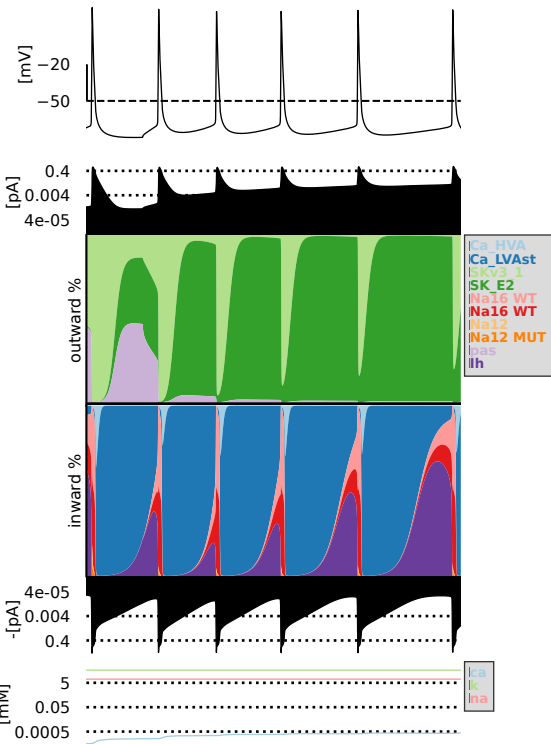 [mV]
−20
−50
[pA]
0.4
0.004
4e-05
outward %
Ca_HVA
Ca_LVAst
SKv3_1
SK_E2
Na16 WT
Na16 WT
Na12
Na12 MUT
pas
Ih
inward %
-[pA]
4e-05
0.004
0.4
[mM]
5
0.05
0.0005
ca
k
na